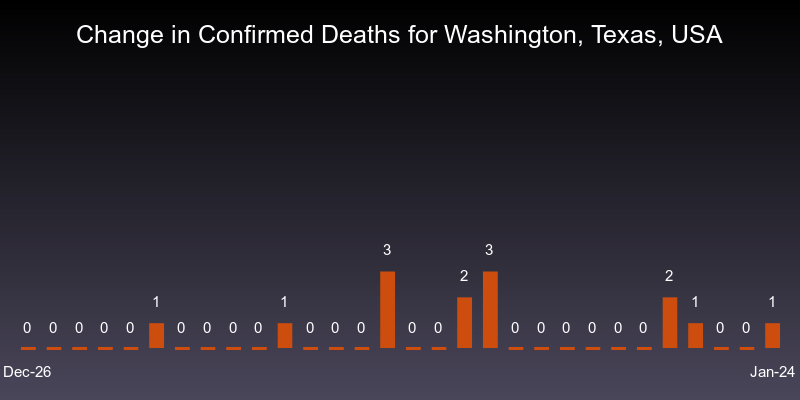 Change in Confirmed Deaths for Washington, Texas, USA
3 3
2 2
1 1 1 1
0 0 0 0 0 0 0 0 0 0 0 0 0 0 0 0 0 0 0 0 0 0
Dec-26 Jan-24